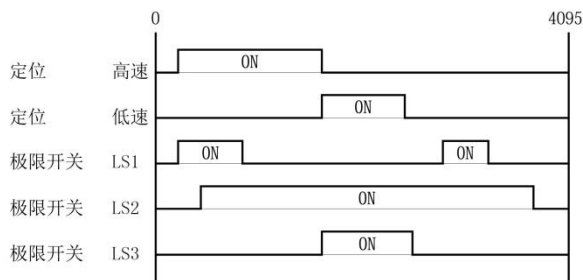 0 4095
定位 高速 ON
定位 低速 ON
极限开关 LS1 ON ON
极限开关 LS2 ON
极限开关 LS3 ON